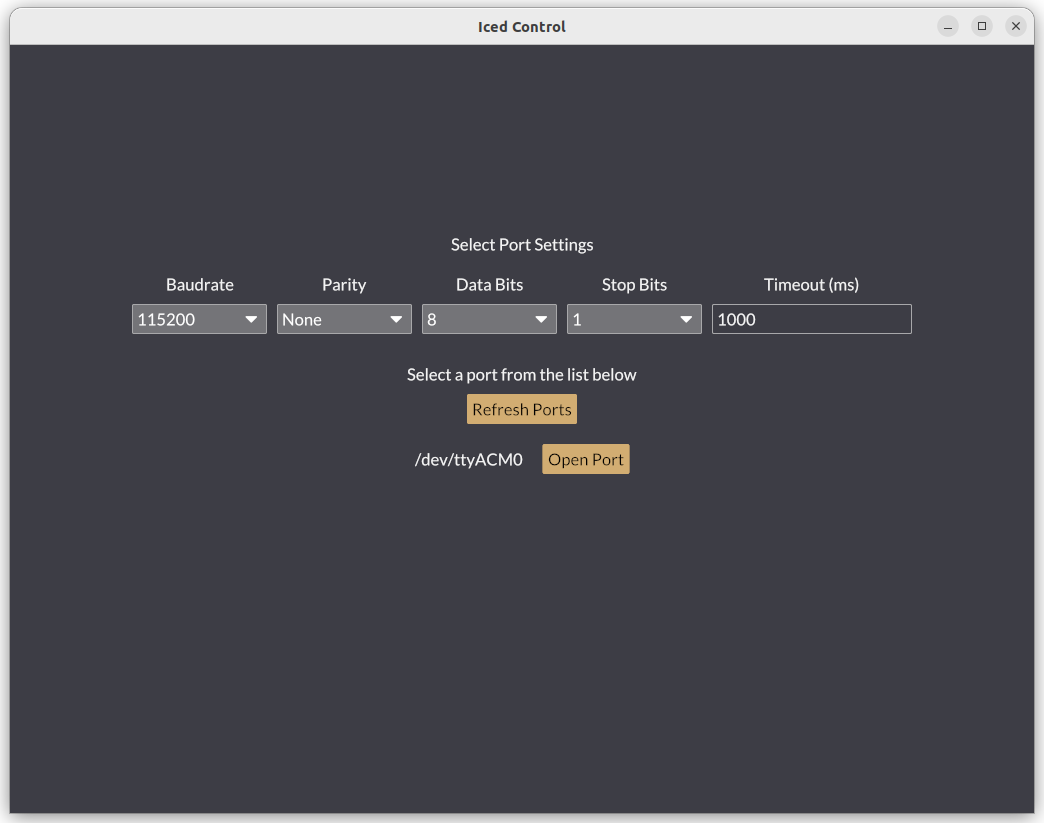 Iced Control
Select Port Settings
Baudrate Parity Data Bits Stop Bits Timeout (ms)
115200 None 8 1 1000
Select a port from the list below
Refresh Ports
/dev/ttyACM0 Open Port